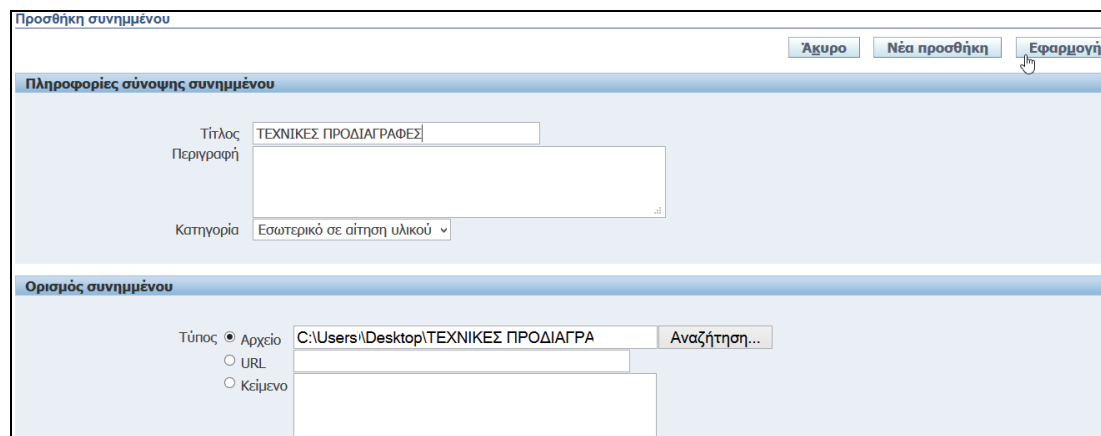 Προσθήκη συνημμένου
Άκυρο Νέα προσθήκη Εφαρμογή
Πληροφορίες σύνοψης συνημμένου
Τίτλος ΤΕΧΝΙΚΕΣ ΠΡΟΔΙΑΓΡΑΦΕΣ
Περιγραφή
Κατηγορία Εσωτερικό σε αίτηση υλικού
Ορισμός συνημμένου
Τύπος Αρχείο C:\Users\\Desktop\ΤΕΧΝΙΚΕΣ ΠΡΟΔΙΑΓΡΑ Αναζήτηση...
URL
Κείμενο